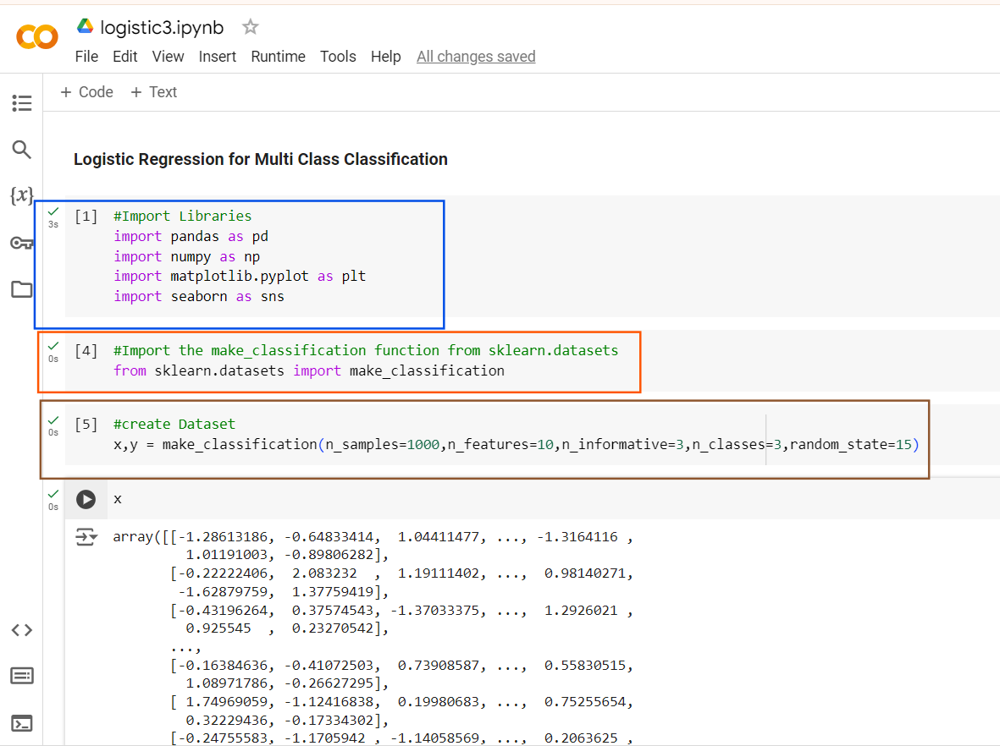 logistic3.ipynb
File Edit View Insert Runtime Tools Help All changes saved
+ Code + Text
Logistic Regression for Multi Class Classification
{x}
3s
[1] #Import Libraries
import pandas as pd
import numpy as np
import matplotlib.pyplot as plt
import seaborn as sns
0s
[4] #Import the make_classification function from sklearn.datasets
from sklearn.datasets import make_classification
0s
[5] #create Dataset
x,y = make_classification(n_samples=1000,n_features=10,n_informative=3,n_classes=3,random_state=15)
0s
x
array([[-1.28613186, -0.64833414,  1.04411477, ..., -1.3164116 ,
1.01191003, -0.89806282],
[-0.22222406,  2.083232  ,  1.19111402, ...,  0.98140271,
-1.62879759,  1.37759419],
[-0.43196264,  0.37574543, -1.37033375, ...,  1.2926021 ,
0.925545  ,  0.23270542],
...,
[-0.16384636, -0.41072503,  0.73908587, ...,  0.55830515,
1.08971786, -0.26627295],
[ 1.74969059, -1.12416838,  0.19980683, ...,  0.75255654,
0.32229436, -0.17334302],
[-0.24755583, -1.1705942 , -1.14058569, ...,  0.2063625 ,